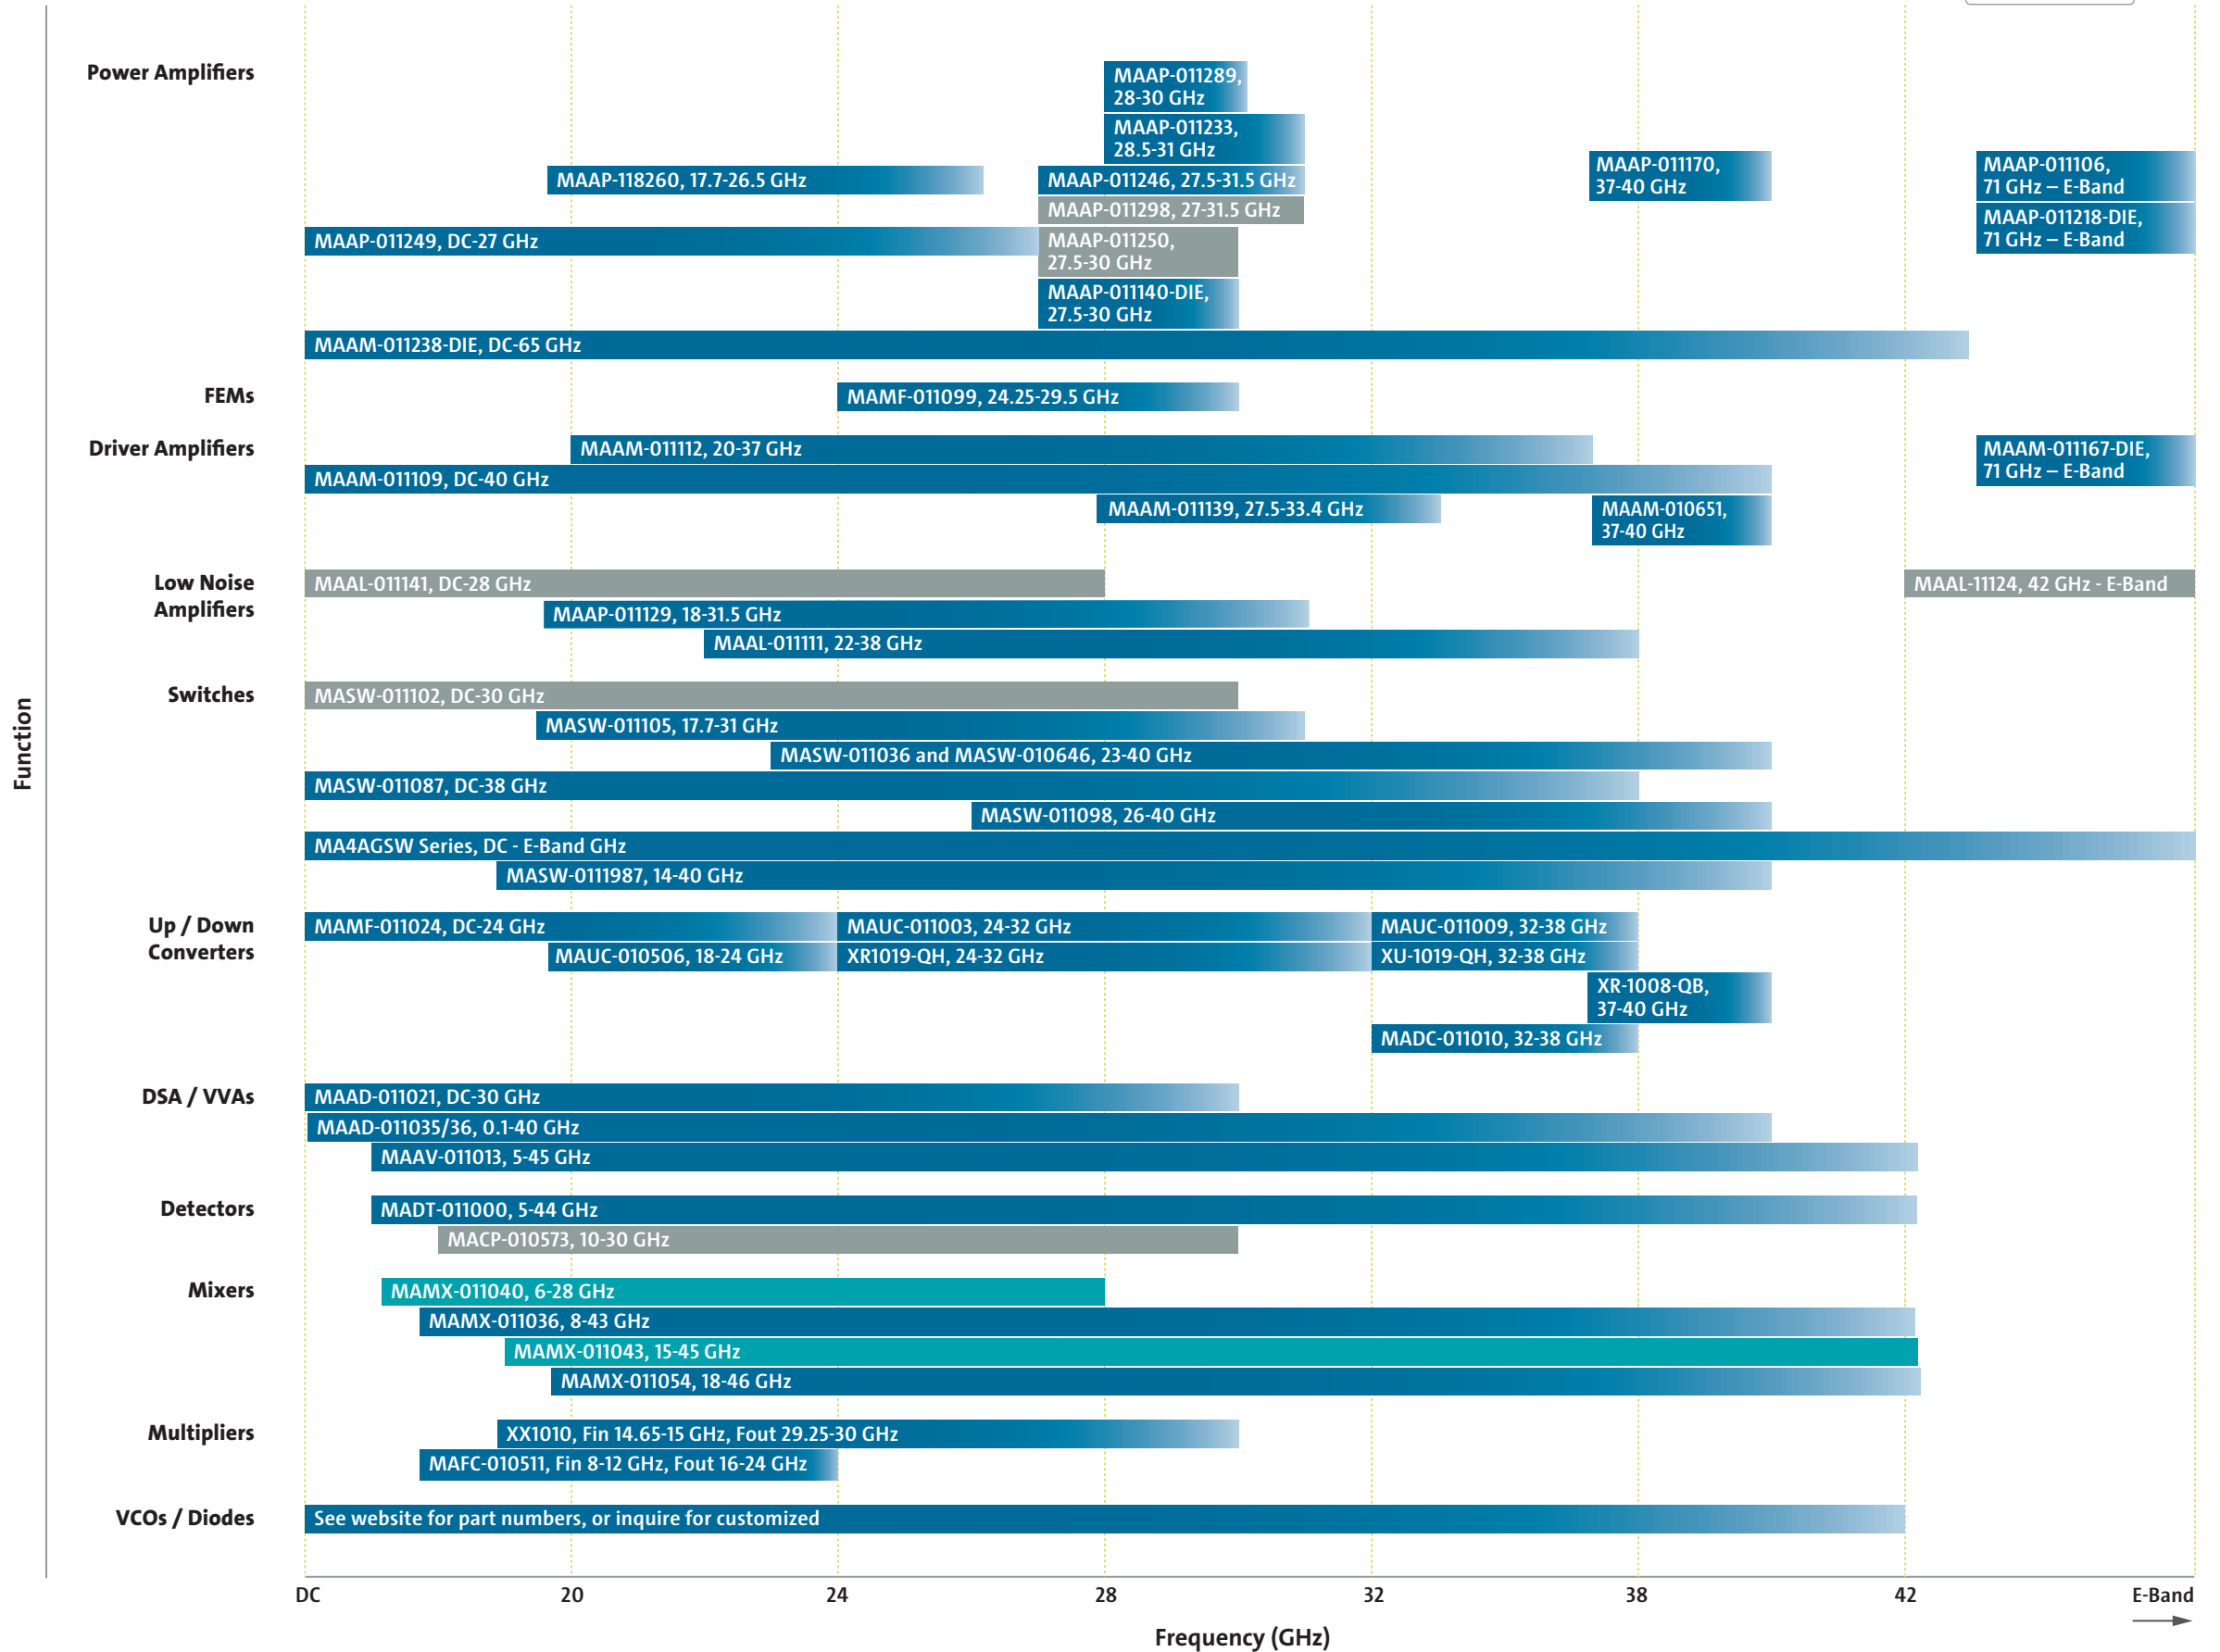 Function
Power Amplifiers
MAAP-011289,
28-30 GHz
MAAP-011233,
28.5-31 GHz
MAAP-118260, 17.7-26.5 GHz
MAAP-011246, 27.5-31.5 GHz
MAAP-011170,
37-40 GHz
MAAP-011106,
71 GHz – E-Band
MAAP-011298, 27-31.5 GHz
MAAP-011218-DIE,
71 GHz – E-Band
MAAP-011249, DC-27 GHz
MAAP-011250,
27.5-30 GHz
MAAP-011140-DIE,
27.5-30 GHz
MAAM-011238-DIE, DC-65 GHz
FEMs
MAMF-011099, 24.25-29.5 GHz
Driver Amplifiers
MAAM-011112, 20-37 GHz
MAAM-011167-DIE,
71 GHz – E-Band
MAAM-011109, DC-40 GHz
MAAM-011139, 27.5-33.4 GHz
MAAM-010651,
37-40 GHz
Low Noise
Amplifiers
MAAL-011141, DC-28 GHz
MAAL-11124, 42 GHz - E-Band
MAAP-011129, 18-31.5 GHz
MAAL-011111, 22-38 GHz
Switches
MASW-011102, DC-30 GHz
MASW-011105, 17.7-31 GHz
MASW-011036 and MASW-010646, 23-40 GHz
MASW-011087, DC-38 GHz
MASW-011098, 26-40 GHz
MA4AGSW Series, DC - E-Band GHz
MASW-0111987, 14-40 GHz
Up / Down
Converters
MAMF-011024, DC-24 GHz
MAUC-011003, 24-32 GHz
MAUC-011009, 32-38 GHz
MAUC-010506, 18-24 GHz
XR1019-QH, 24-32 GHz
XU-1019-QH, 32-38 GHz
XR-1008-QB,
37-40 GHz
MADC-011010, 32-38 GHz
DSA / VVAs
MAAD-011021, DC-30 GHz
MAAD-011035/36, 0.1-40 GHz
MAAV-011013, 5-45 GHz
Detectors
MADT-011000, 5-44 GHz
MACP-010573, 10-30 GHz
Mixers
MAMX-011040, 6-28 GHz
MAMX-011036, 8-43 GHz
MAMX-011043, 15-45 GHz
MAMX-011054, 18-46 GHz
Multipliers
XX1010, Fin 14.65-15 GHz, Fout 29.25-30 GHz
MAFC-010511, Fin 8-12 GHz, Fout 16-24 GHz
VCOs / Diodes
See website for part numbers, or inquire for customized
DC 20 24 28 32 38 42 E-Band
Frequency (GHz)